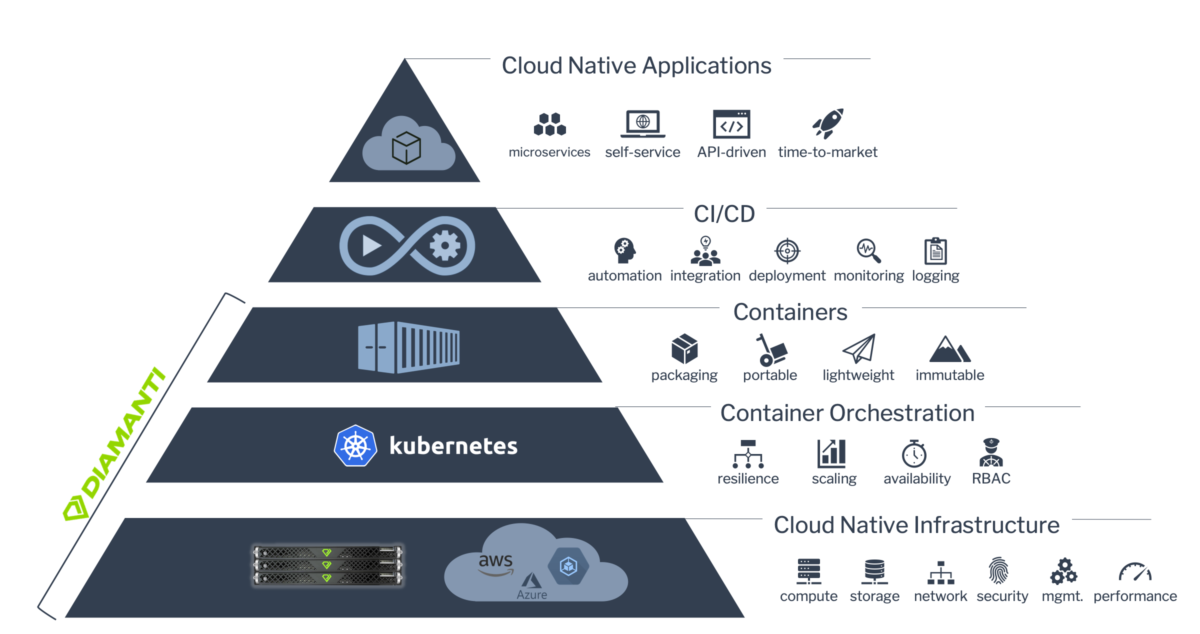 Cloud Native Applications
microservices self-service API-driven time-to-market
CI/CD
automation integration deployment monitoring logging
Containers
packaging portable lightweight immutable
DIAMANTI
kubernetes
Container Orchestration
resilience scaling availability RBAC
Cloud Native Infrastructure
aws
Azure
compute storage network security mgmt. performance